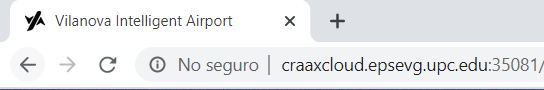 Vilanova Intelligent Airport
No seguro | craaxcloud.epsevg.upc.edu:35081/